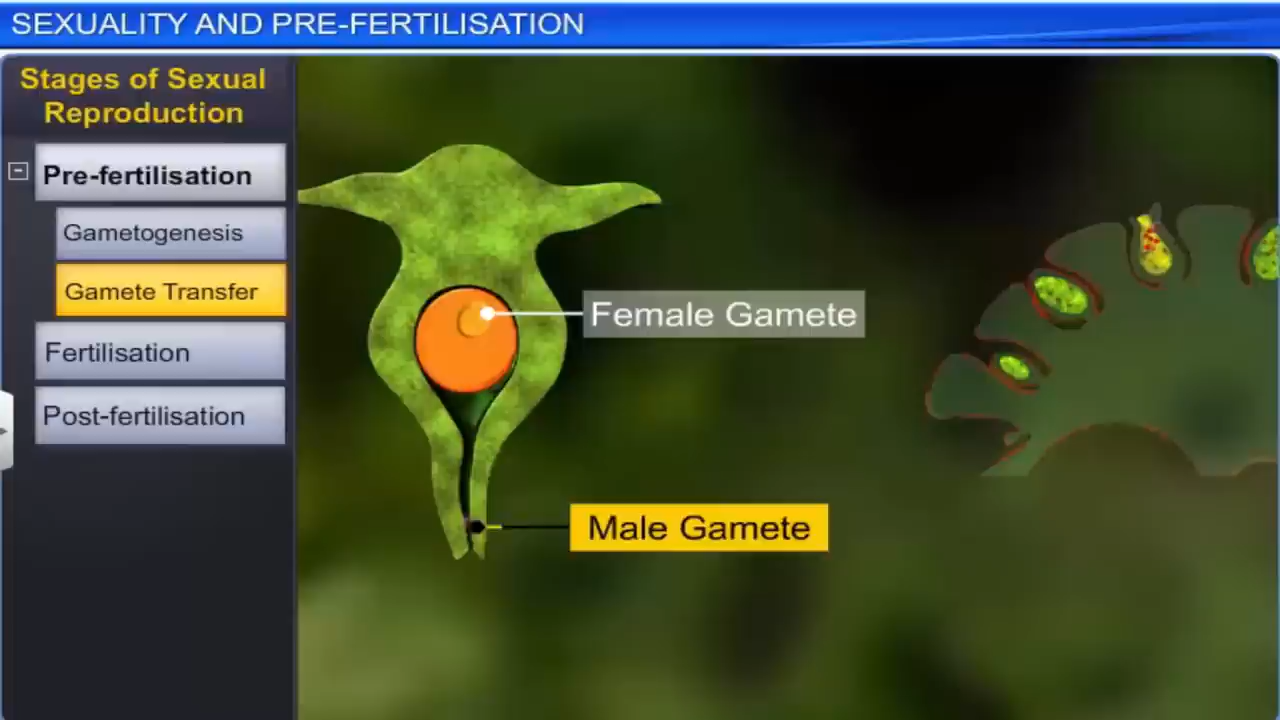 SEXUALITY AND PRE-FERTILISATION
Stages of Sexual
Reproduction
Pre-fertilisation
Gametogenesis
Gamete Transfer
Fertilisation
Post-fertilisation
Female Gamete
Male Gamete